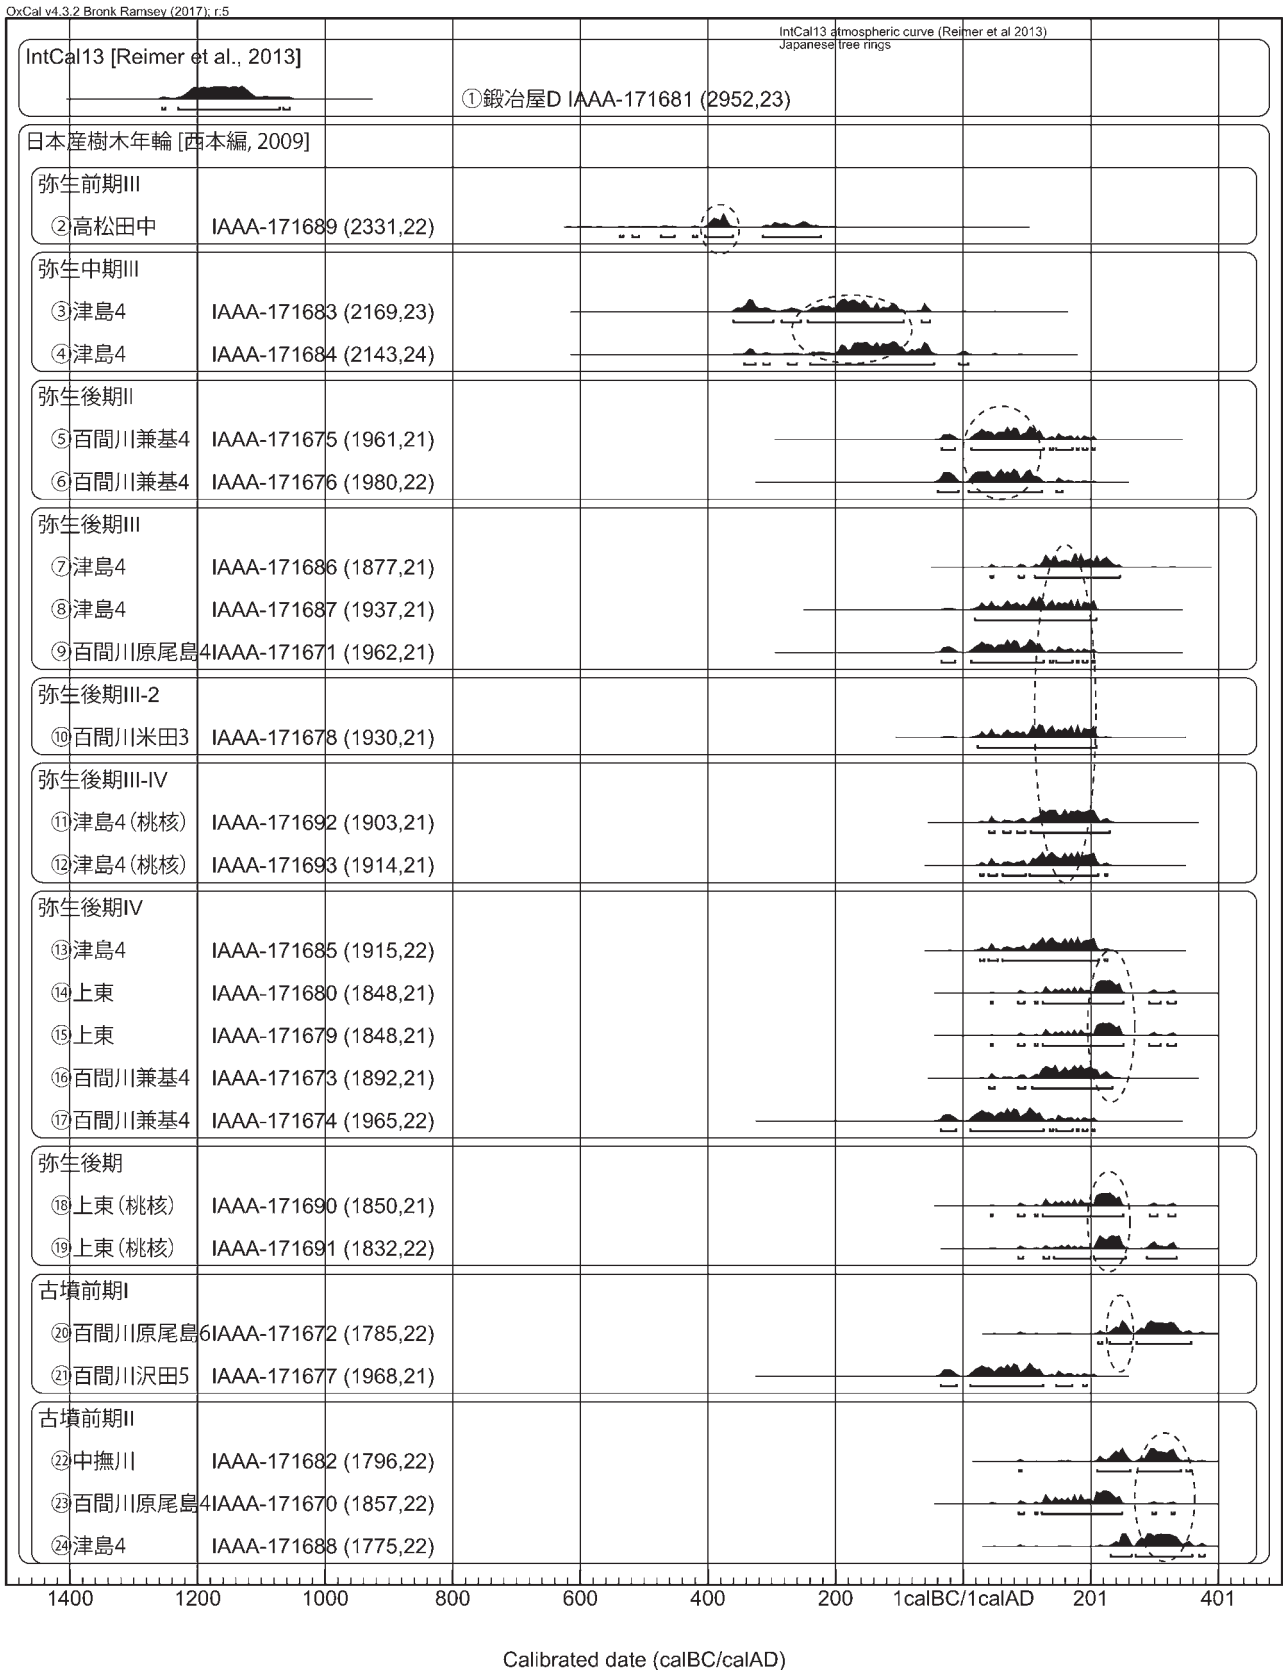 OxCal v4.3.2 Bronk Ramsey (2017); r:5
IntCal13 atmospheric curve (Reimer et al 2013)
Japanese tree rings
IntCal13 [Reimer et al., 2013]
①鍛冶屋D IAAA-171681 (2952,23)
日本産樹木年輪 [西本編, 2009]
弥生前期III
②高松田中 IAAA-171689 (2331,22)
弥生中期III
③津島4 IAAA-171683 (2169,23)
④津島4 IAAA-171684 (2143,24)
弥生後期II
⑤百間川兼基4 IAAA-171675 (1961,21)
⑥百間川兼基4 IAAA-171676 (1980,22)
弥生後期III
⑦津島4 IAAA-171686 (1877,21)
⑧津島4 IAAA-171687 (1937,21)
⑨百間川原尾島4IAAA-171671 (1962,21)
弥生後期III-2
⑩百間川米田3 IAAA-171678 (1930,21)
弥生後期III-IV
⑪津島4（桃核） IAAA-171692 (1903,21)
⑫津島4（桃核） IAAA-171693 (1914,21)
弥生後期IV
⑬津島4 IAAA-171685 (1915,22)
⑭上東 IAAA-171680 (1848,21)
⑮上東 IAAA-171679 (1848,21)
⑯百間川兼基4 IAAA-171673 (1892,21)
⑰百間川兼基4 IAAA-171674 (1965,22)
弥生後期
⑱上東（桃核） IAAA-171690 (1850,21)
⑲上東（桃核） IAAA-171691 (1832,22)
古墳前期I
⑳百間川原尾島6IAAA-171672 (1785,22)
㉑百間川沢田5 IAAA-171677 (1968,21)
古墳前期II
㉒中撫川 IAAA-171682 (1796,22)
㉓百間川原尾島4IAAA-171670 (1857,22)
㉔津島4 IAAA-171688 (1775,22)
1400 1200 1000 800 600 400 200 1calBC/1calAD 201 401
Calibrated date (calBC/calAD)